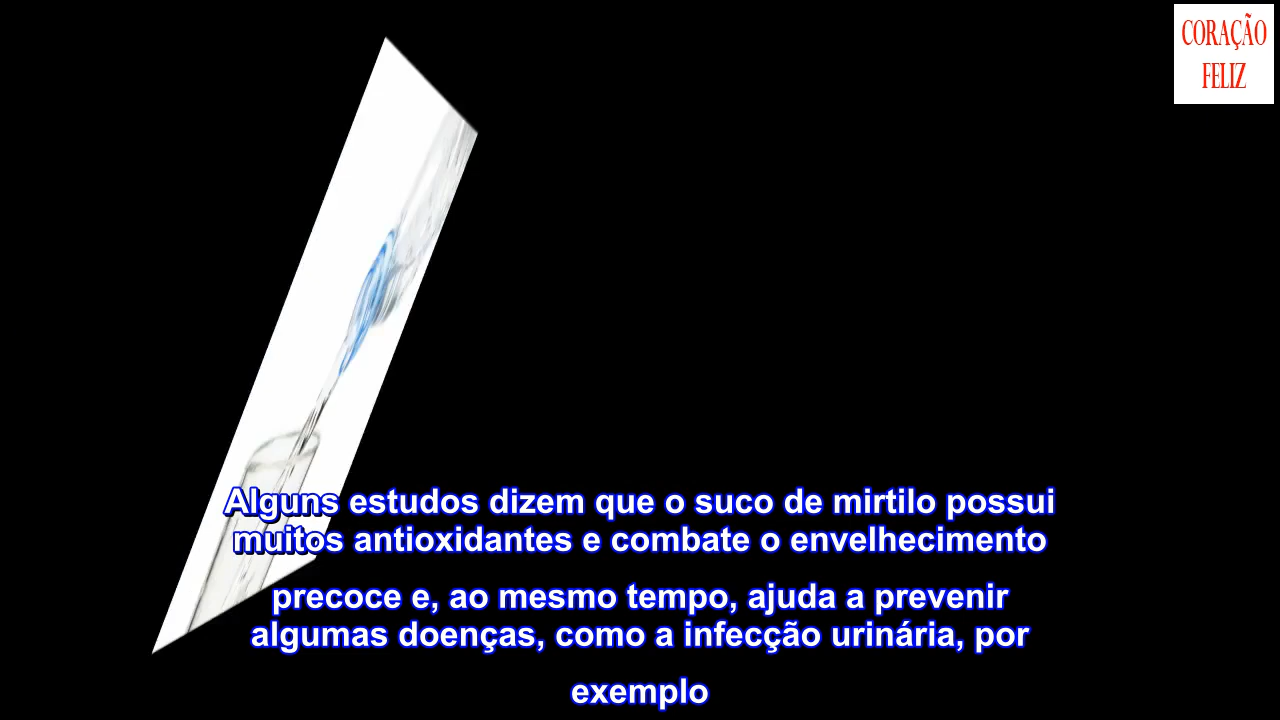 CORAÇÃO
FELIZ
Alguns estudos dizem que o suco de mirtilo possui
muitos antioxidantes e combate o envelhecimento
precoce e, ao mesmo tempo, ajuda a prevenir
algumas doenças, como a infecção urinária, por
exemplo